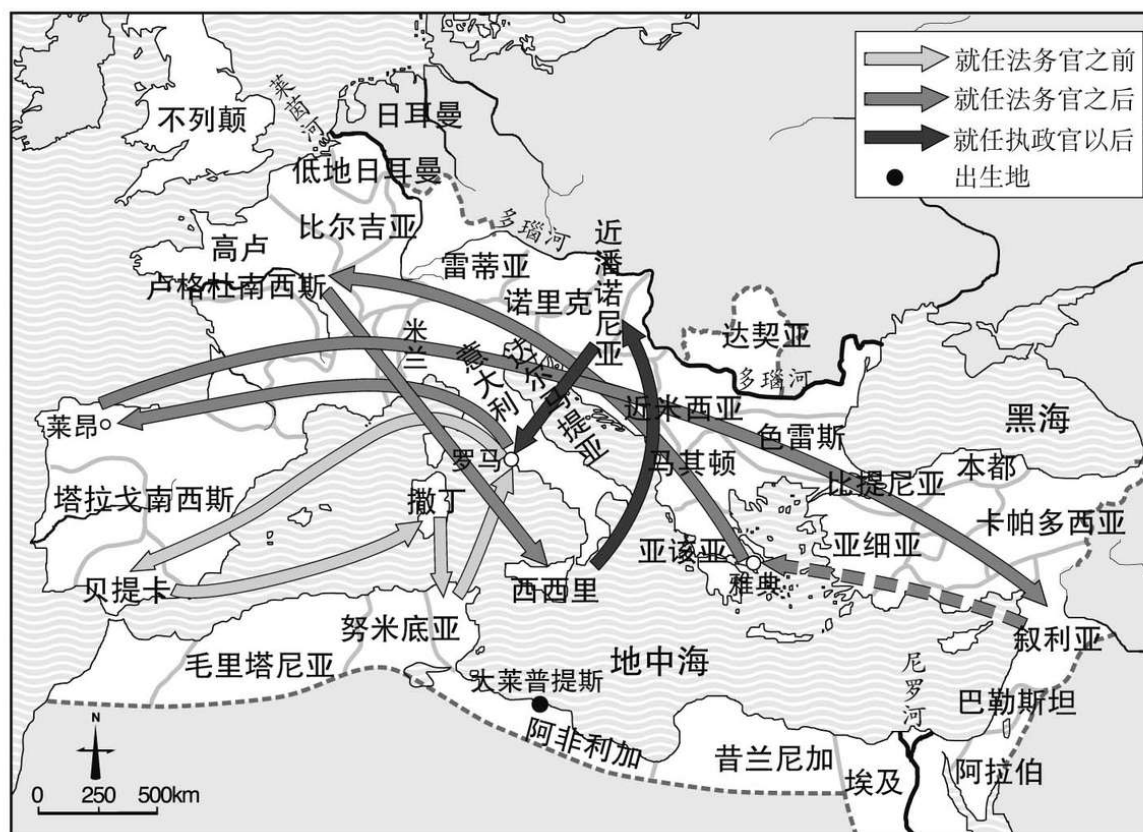 就任法务官之前
就任法务官之后
就任执政官以后
出生地
不列颠
莱茵河
日耳曼
低地日耳曼
比尔吉亚
高卢
卢格杜南西斯
雷蒂亚
多瑙河
近潘诺尼亚
诺里克
米兰
意大利
达尔马提亚
达契亚
多瑙河
黑海
近米西亚
色雷斯
莱昂
罗马
马其顿
本都
比提尼亚
塔拉戈南西斯
撒丁
卡帕多西亚
亚该亚
亚细亚
雅典
贝提卡
西西里
努米底亚
叙利亚
毛里塔尼亚
地中海
大莱普提斯
尼罗河
巴勒斯坦
阿非利加
昔兰尼加
埃及
阿拉伯
N
0 250 500km